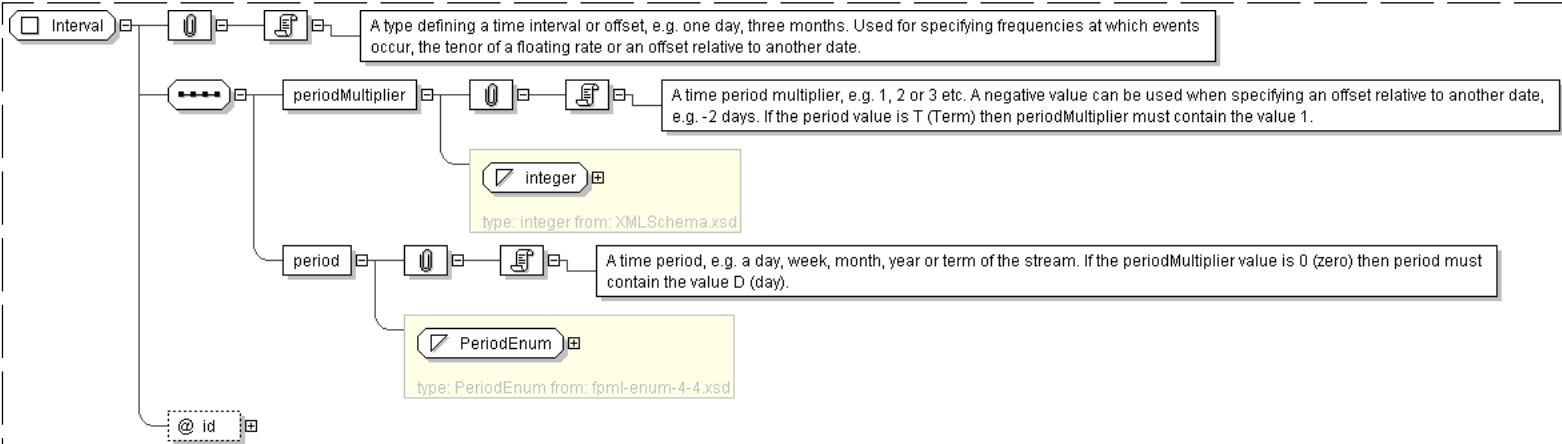 Interval
A type defining a time interval or offset, e.g. one day, three months. Used for specifying frequencies at which events
occur, the tenor of a floating rate or an offset relative to another date.
periodMultiplier
A time period multiplier, e.g. 1, 2 or 3 etc. A negative value can be used when specifying an offset relative to another date,
e.g. -2 days. If the period value is T (Term) then periodMultiplier must contain the value 1.
integer
type: integer from: XMLSchema.xsd
period
A time period, e.g. a day, week, month, year or term of the stream. If the periodMultiplier value is 0 (zero) then period must
contain the value D (day).
PeriodEnum
type: PeriodEnum from: fpml-enum-4-4.xsd
@ id